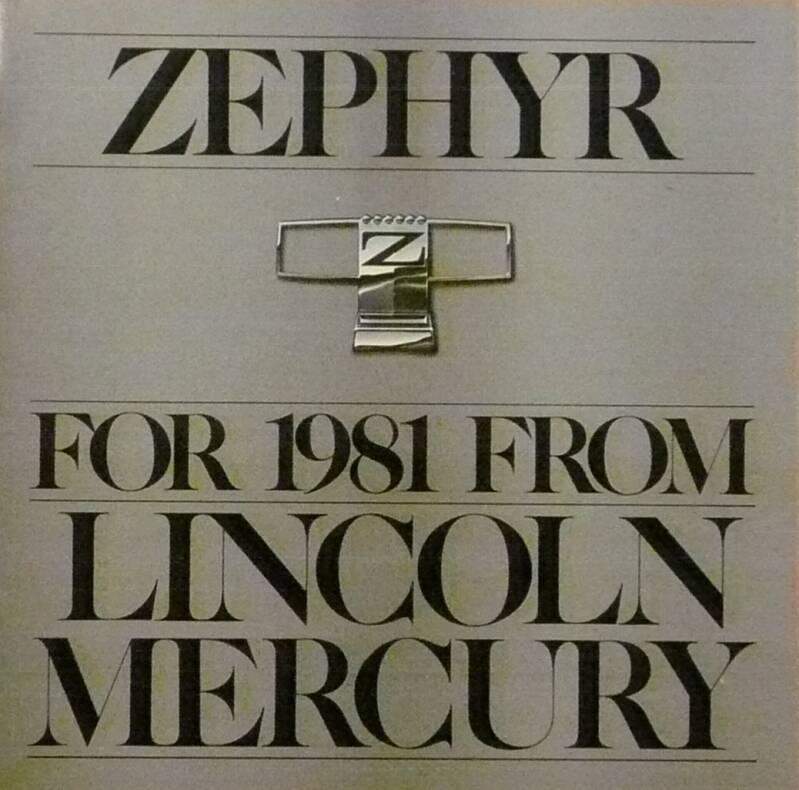 ZEPHYR
Z
FOR 1981 FROM
LINCOLN
MERCURY